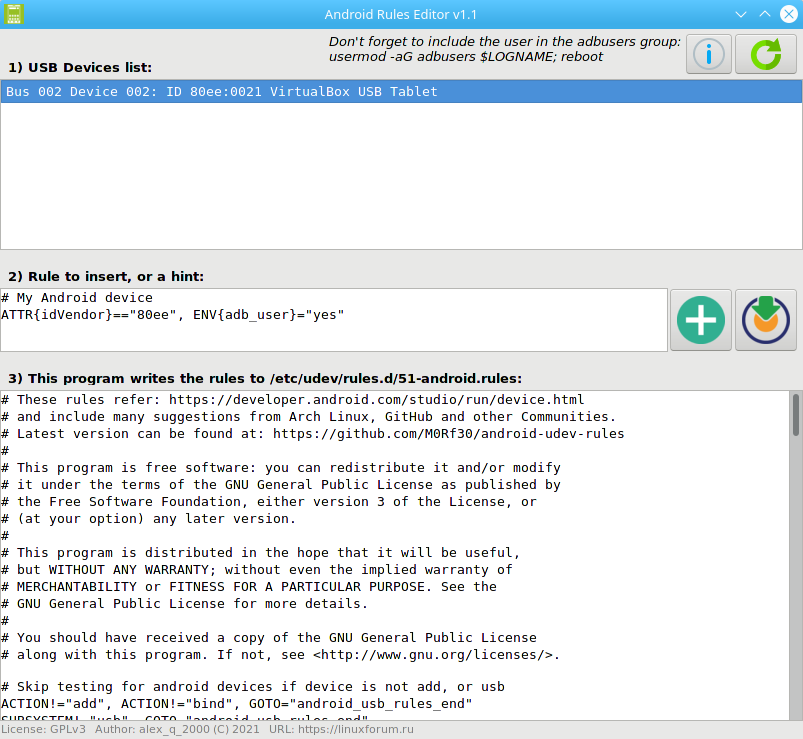 Android Rules Editor v1.1
Don't forget to include the user in the adbusers group:
usermod -aG adbusers $LOGNAME; reboot
1) USB Devices list:
Bus 002 Device 002: ID 80ee:0021 VirtualBox USB Tablet
2) Rule to insert, or a hint:
# My Android device
ATTR{idVendor}=="80ee", ENV{adb_user}="yes"
3) This program writes the rules to /etc/udev/rules.d/51-android.rules:
# These rules refer: https://developer.android.com/studio/run/device.html
# and include many suggestions from Arch Linux, GitHub and other Communities.
# Latest version can be found at: https://github.com/M0Rf30/android-udev-rules
#
# This program is free software: you can redistribute it and/or modify
# it under the terms of the GNU General Public License as published by
# the Free Software Foundation, either version 3 of the License, or
# (at your option) any later version.
#
# This program is distributed in the hope that it will be useful,
# but WITHOUT ANY WARRANTY; without even the implied warranty of
# MERCHANTABILITY or FITNESS FOR A PARTICULAR PURPOSE. See the
# GNU General Public License for more details.
#
# You should have received a copy of the GNU General Public License
# along with this program. If not, see <http://www.gnu.org/licenses/>.
# Skip testing for android devices if device is not add, or usb
ACTION!="add", ACTION!="bind", GOTO="android_usb_rules_end"
SUBSYSTEM!="usb", GOTO="android_usb_rules_end"
License: GPLv3 Author: alex_q_2000 (C) 2021 URL: https://linuxforum.ru